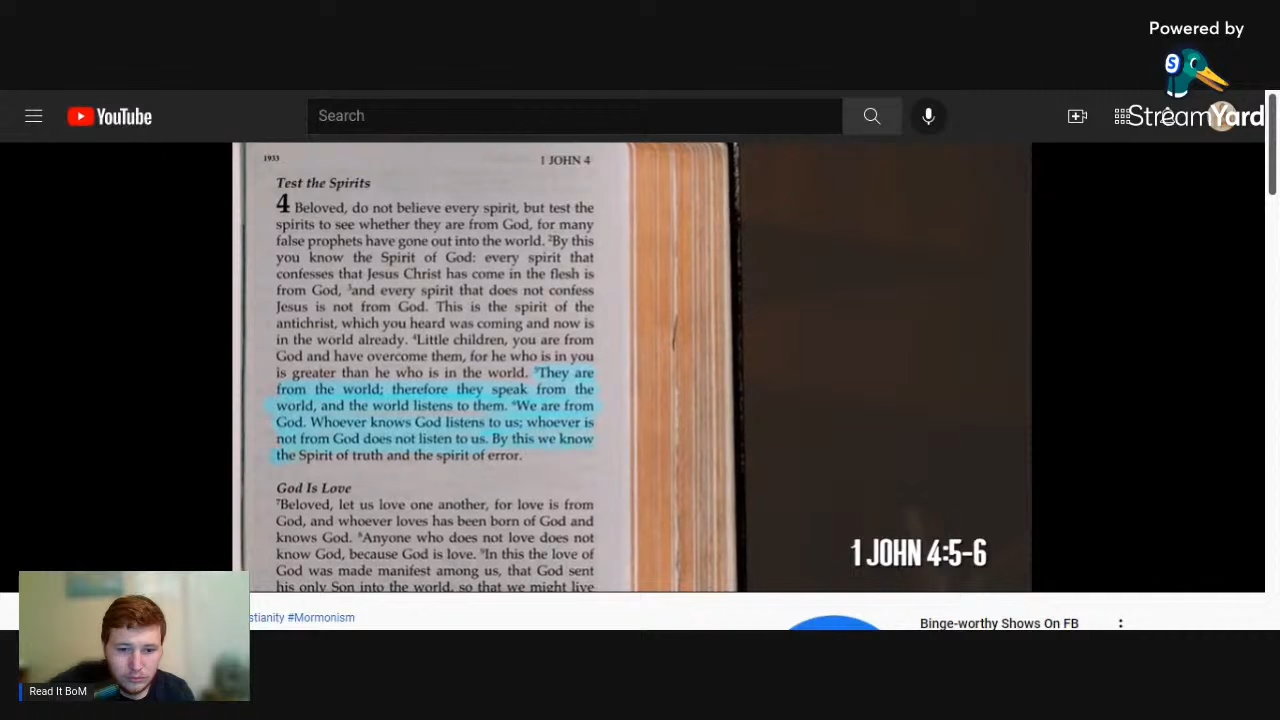 Powered by
StreamYard
YouTube
Search
1933
1 JOHN 4
Test the Spirits
4 Beloved, do not believe every spirit, but test the
spirits to see whether they are from God, for many
false prophets have gone out into the world. 2By this
you know the Spirit of God: every spirit that
confesses that Jesus Christ has come in the flesh is
from God, 3and every spirit that does not confess
Jesus is not from God. This is the spirit of the
antichrist, which you heard was coming and now is
in the world already. 4Little children, you are from
God and have overcome them, for he who is in you
is greater than he who is in the world. 5They are
from the world; therefore they speak from the
world, and the world listens to them. 6We are from
God. Whoever knows God listens to us; whoever is
not from God does not listen to us. By this we know
the Spirit of truth and the spirit of error.
God Is Love
7Beloved, let us love one another, for love is from
God, and whoever loves has been born of God and
knows God. 8Anyone who does not love does not
know God, because God is love. 9In this the love of
God was made manifest among us, that God sent
his only Son into the world, so that we might live
1 JOHN 4:5-6
stianity #Mormonism
Binge-worthy Shows On FB
Read It BoM